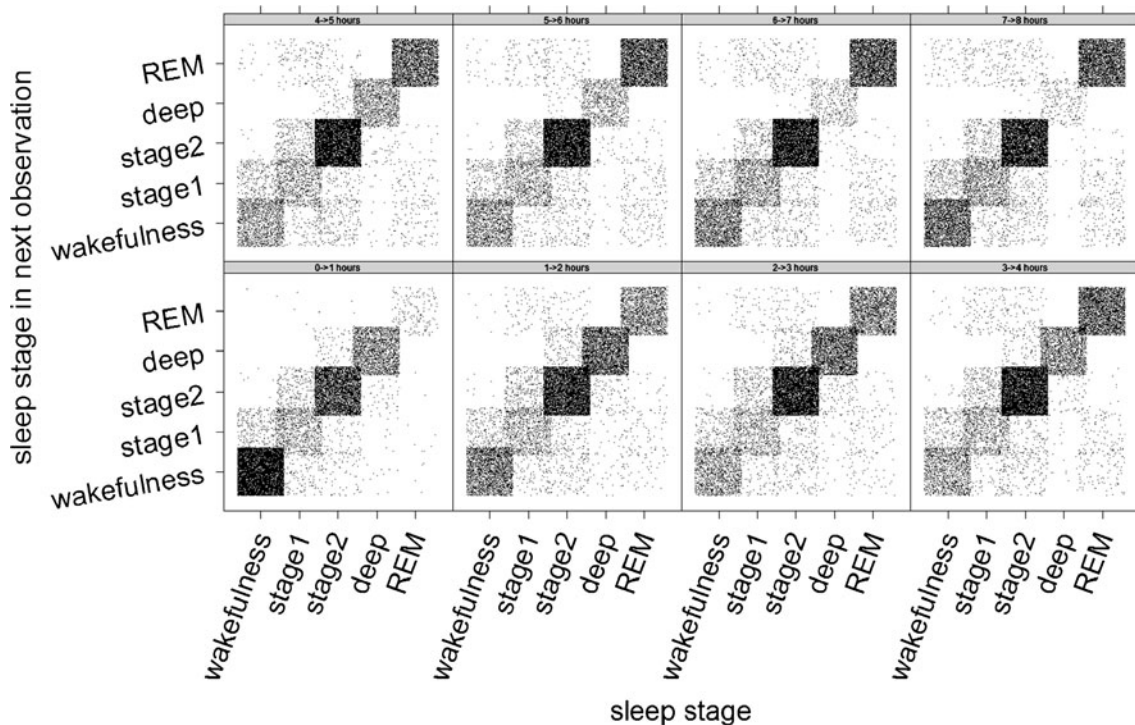 4->5 hours
5->6 hours
6->7 hours
7->8 hours
REM
deep
stage2
stage1
wakefulness
0->1 hours
1->2 hours
2->3 hours
3->4 hours
REM
deep
stage2
stage1
wakefulness
sleep stage in next observation
wakefulness
stage1
stage2
deep
REM
wakefulness
stage1
stage2
deep
REM
wakefulness
stage1
stage2
deep
REM
wakefulness
stage1
stage2
deep
REM
sleep stage